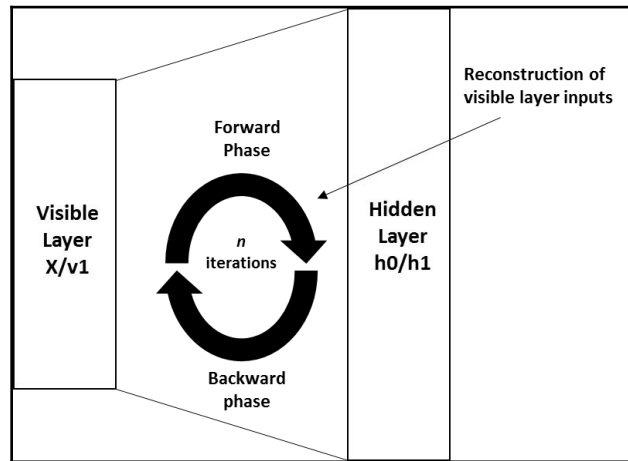 Reconstruction of
visible layer inputs
Forward
Phase
Visible
Layer
X/v1
n
iterations
Hidden
Layer
h0/h1
Backward
phase